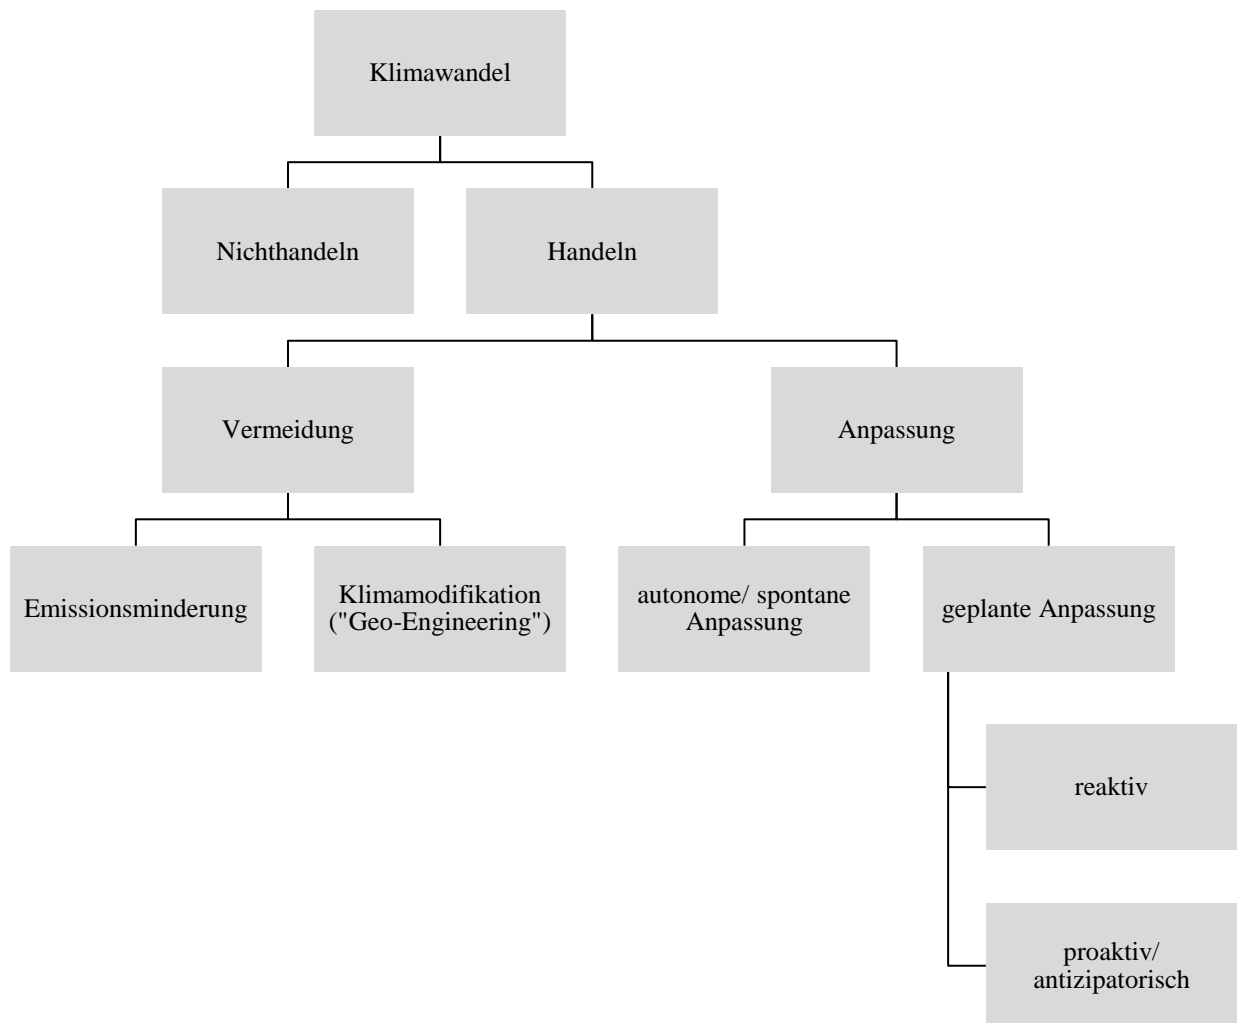 Klimawandel
Nichthandeln
Handeln
Vermeidung
Anpassung
Emissionsminderung
Klimamodifikation
("Geo-Engineering")
autonome/ spontane
Anpassung
geplante Anpassung
reaktiv
proaktiv/
antizipatorisch